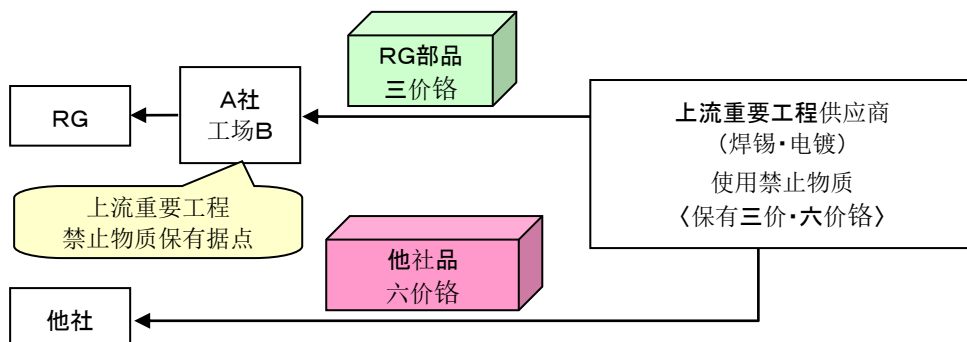 RG部品
三价铬
RG
A社
工场B
上流重要工程供应商
（焊锡・电镀）
使用禁止物质
〈保有三价・六价铬〉
上流重要工程
禁止物质保有据点
他社品
六价铬
他社